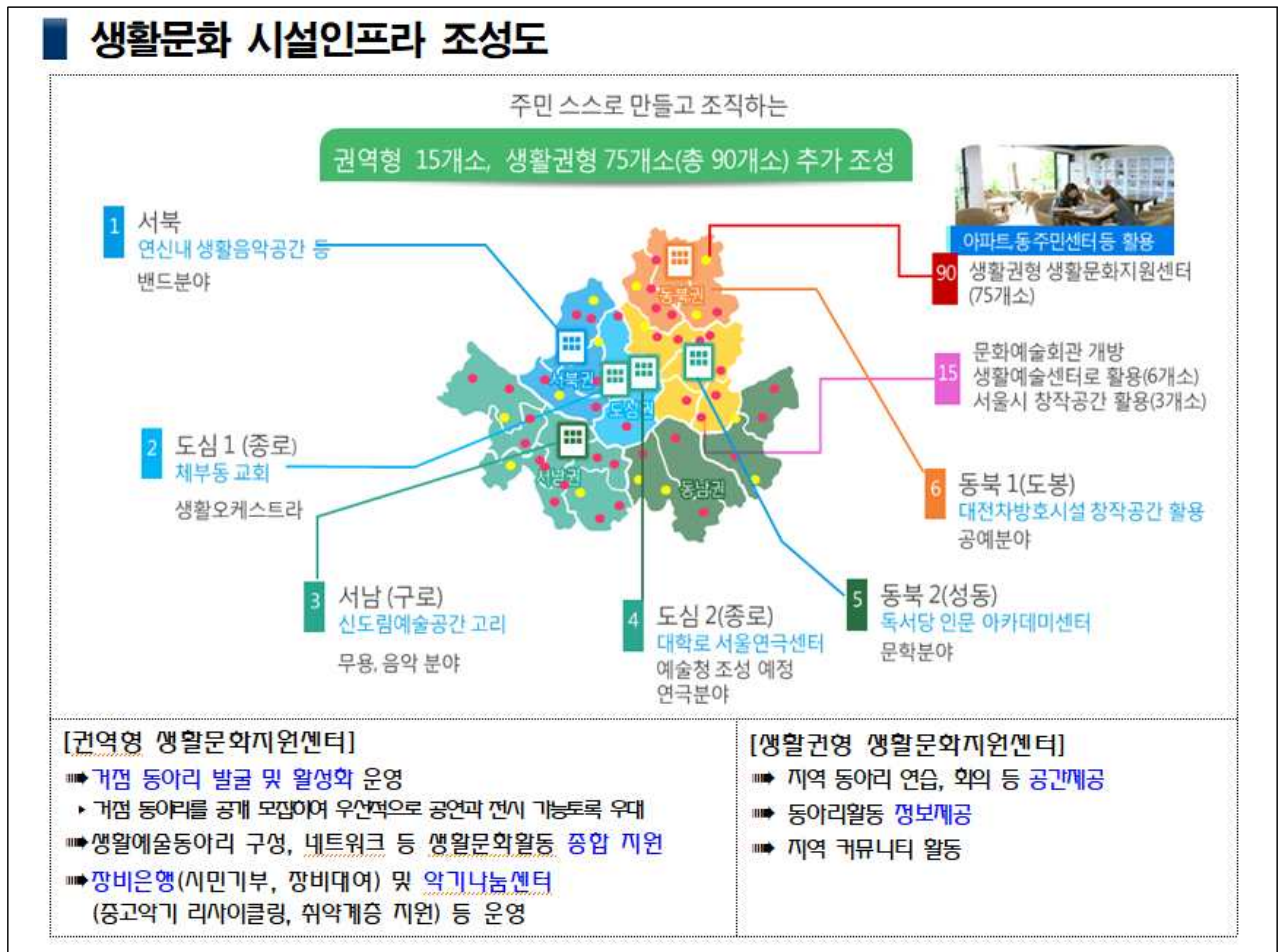 생활문화 시설인프라 조성도
주민 스스로 만들고 조직하는
권역형 15개소, 생활권형 75개소(총 90개소) 추가 조성
1
서북
연신내 생활음악공간 등
밴드분야
아파트,동주민센터 등 활용
90
생활권형 생활문화지원센터
(75개소)
15
문화예술회관 개방
생활예술센터로 활용(6개소)
서울시 창작공간 활용(3개소)
동북권
서북권
도심권
서남권
동남권
2
도심 1 (종로)
체부동 교회
생활오케스트라
6
동북 1(도봉)
대전차방호시설 창작공간 활용
공예분야
3
서남 (구로)
신도림예술공간 고리
무용, 음악 분야
4
도심 2(종로)
대학로 서울연극센터
예술청 조성 예정
연극분야
5
동북 2(성동)
독서당 인문 아카데미센터
문학분야
[권역형 생활문화지원센터]
➠거점 동아리 발굴 및 활성화 운영
▸ 거점 동아리를 공개 모집하여 우선적으로 공연과 전시 가능토록 우대
➠생활예술동아리 구성, 네트워크 등 생활문화활동 종합 지원
➠장비은행(시민기부, 장비대여) 및 악기나눔센터
(중고악기 리사이클링, 취약계층 지원) 등 운영
[생활권형 생활문화지원센터]
➠ 지역 동아리 연습, 회의 등 공간제공
➠ 동아리활동 정보제공
➠ 지역 커뮤니티 활동